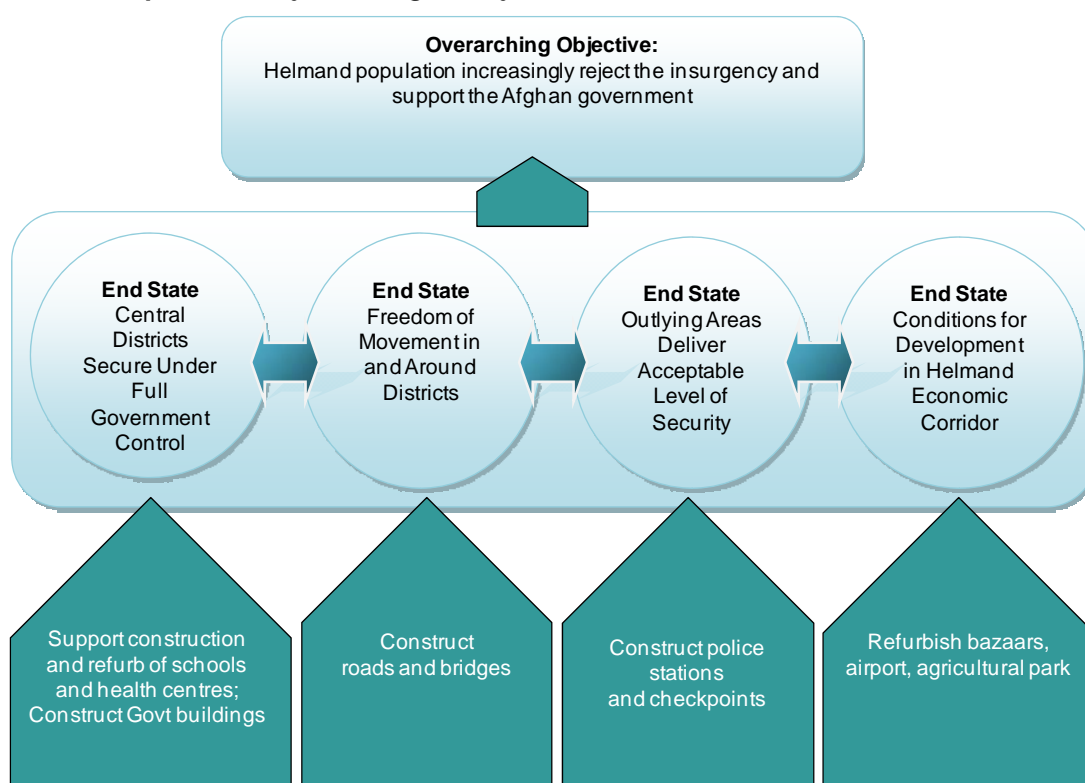 Overarching Objective:
Helmand population increasingly reject the insurgency and
support the Afghan government
End State
Central
Districts
Secure Under
Full
Government
Control
End State
Freedom of
Movement in
and Around
Districts
End State
Outlying Areas
Deliver
Acceptable
Level of
Security
End State
Conditions for
Development
in Helmand
Economic
Corridor
Support construction
and refurb of schools
and health centres;
Construct Govt buildings
Construct
roads and bridges
Construct police
stations
and checkpoints
Refurbish bazaars,
airport, agricultural park